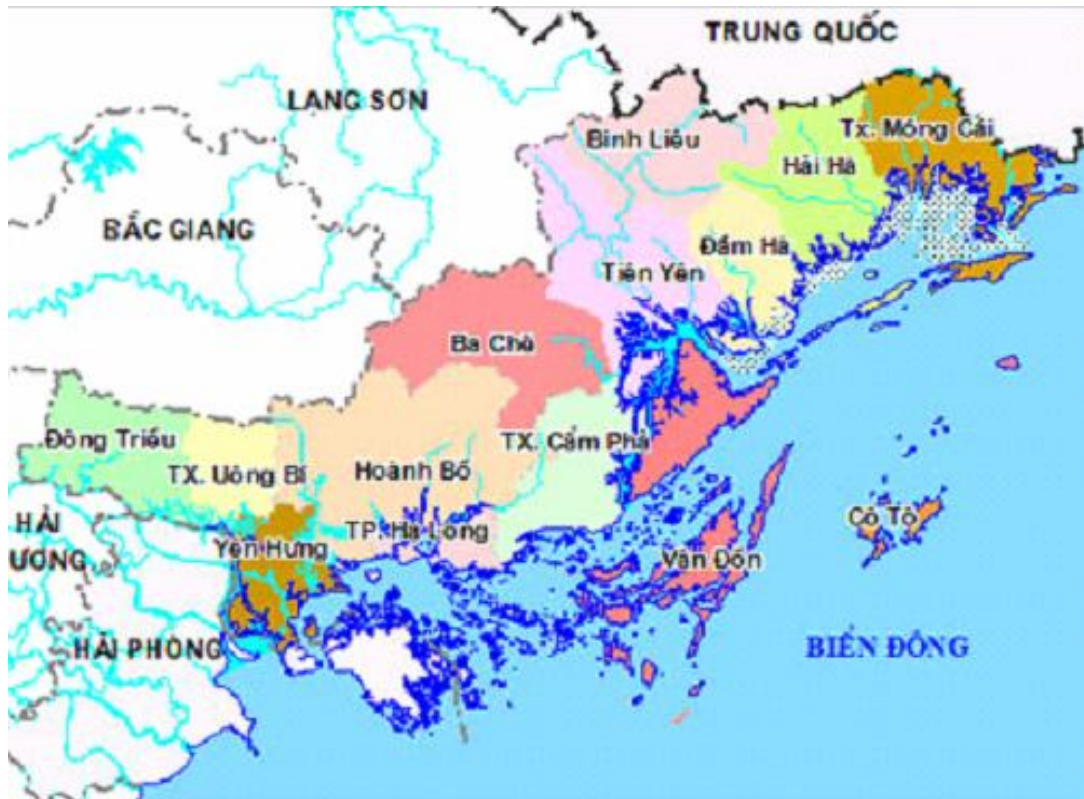 TRUNG QUỐC
LANG SƠN
Tx. Móng Cái
Bình Liêu
Hải Hà
BẮC GIANG
Đầm Hà
Tiên Yên
Ba Chẽ
Đông Triều
TX. Uông Bí
Hoành Bồ
TX. Cẩm Phả
TP. Hạ Long
Cô Tô
HẢI
ƯƠNG
Yên Hưng
Vân Đồn
HẢI PHÒNG
BIỂN ĐÔNG